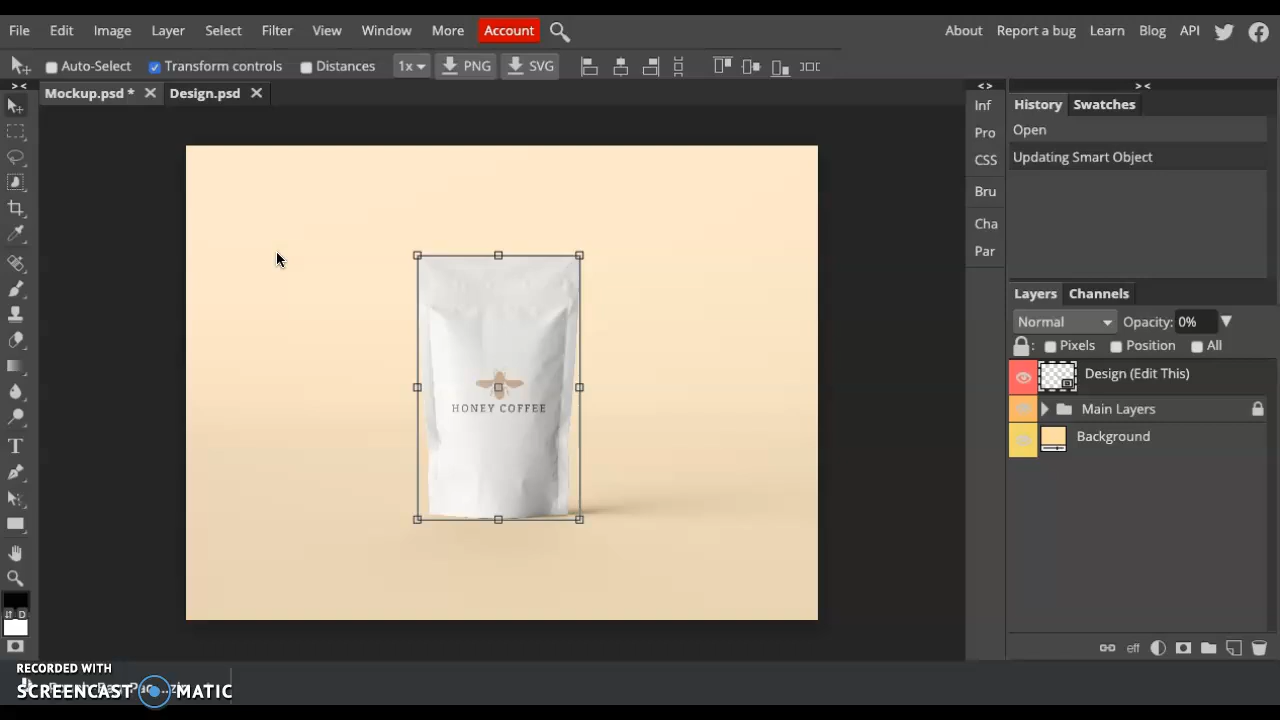 File Edit Image Layer Select Filter View Window More Account About Report a bug Learn Blog API
Auto-Select Transform controls Distances 1x PNG SVG
Mockup.psd * Design.psd
Inf
Pro
CSS
Bru
Cha
Par
History Swatches
Open
Updating Smart Object
Layers Channels
Normal Opacity: 0%
: Pixels Position All
Design (Edit This)
Main Layers
Background
eff
HONEY COFFEE
T
D
RECORDED WITH
SCREENCAST MATIC